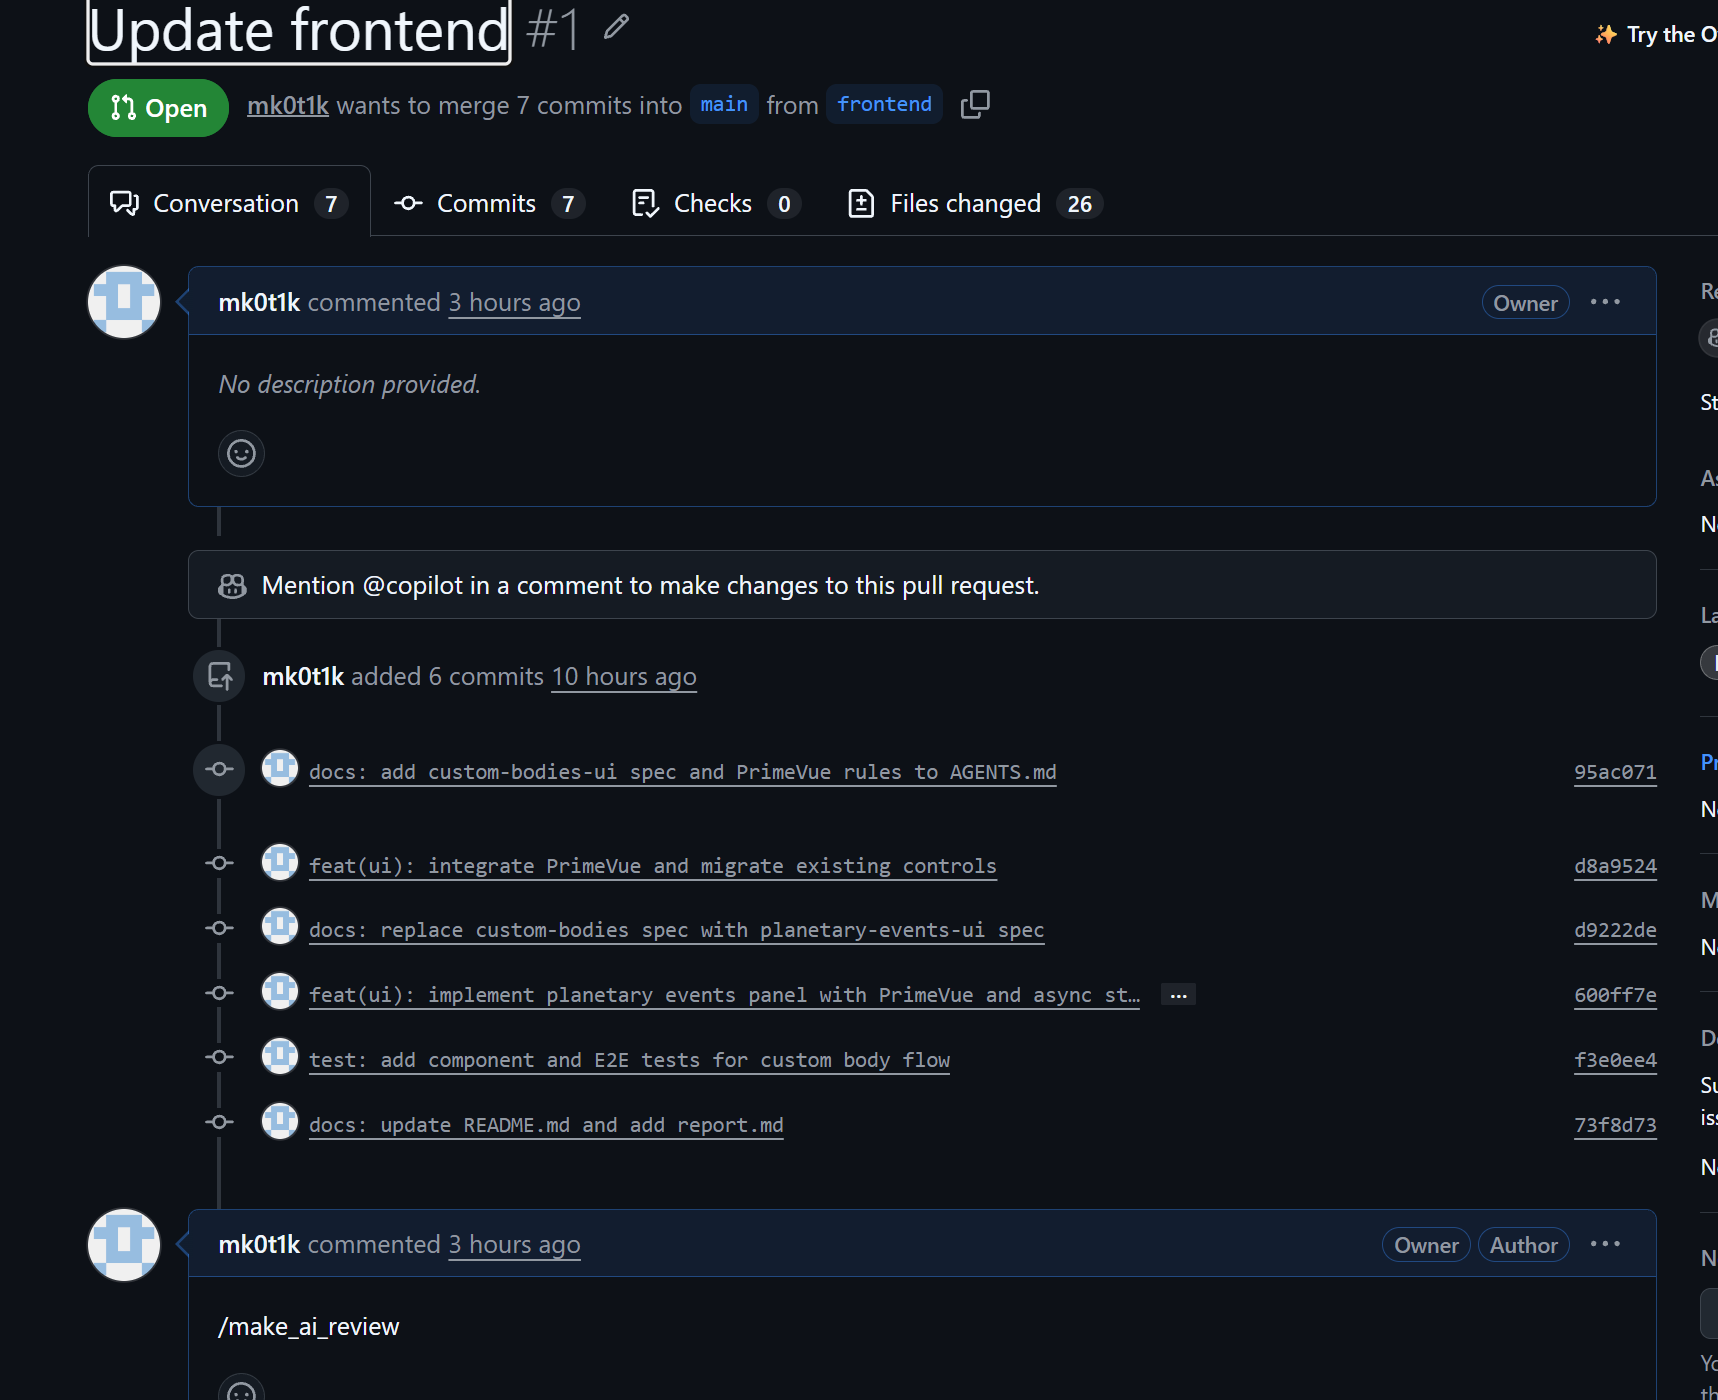 Update frontend #1
Try the
Open
mk0t1k wants to merge 7 commits into main from frontend
Conversation 7
Commits 7
Checks 0
Files changed 26
mk0t1k commented 3 hours ago
Owner
No description provided.
Mention @copilot in a comment to make changes to this pull request.
mk0t1k added 6 commits 10 hours ago
docs: add custom-bodies-ui spec and PrimeVue rules to AGENTS.md
95ac071
feat(ui): integrate PrimeVue and migrate existing controls
d8a9524
docs: replace custom-bodies spec with planetary-events-ui spec
d9222de
feat(ui): implement planetary events panel with PrimeVue and async st…
...
600ff7e
test: add component and E2E tests for custom body flow
f3e0ee4
docs: update README.md and add report.md
73f8d73
mk0t1k commented 3 hours ago
Owner
Author
/make_ai_review